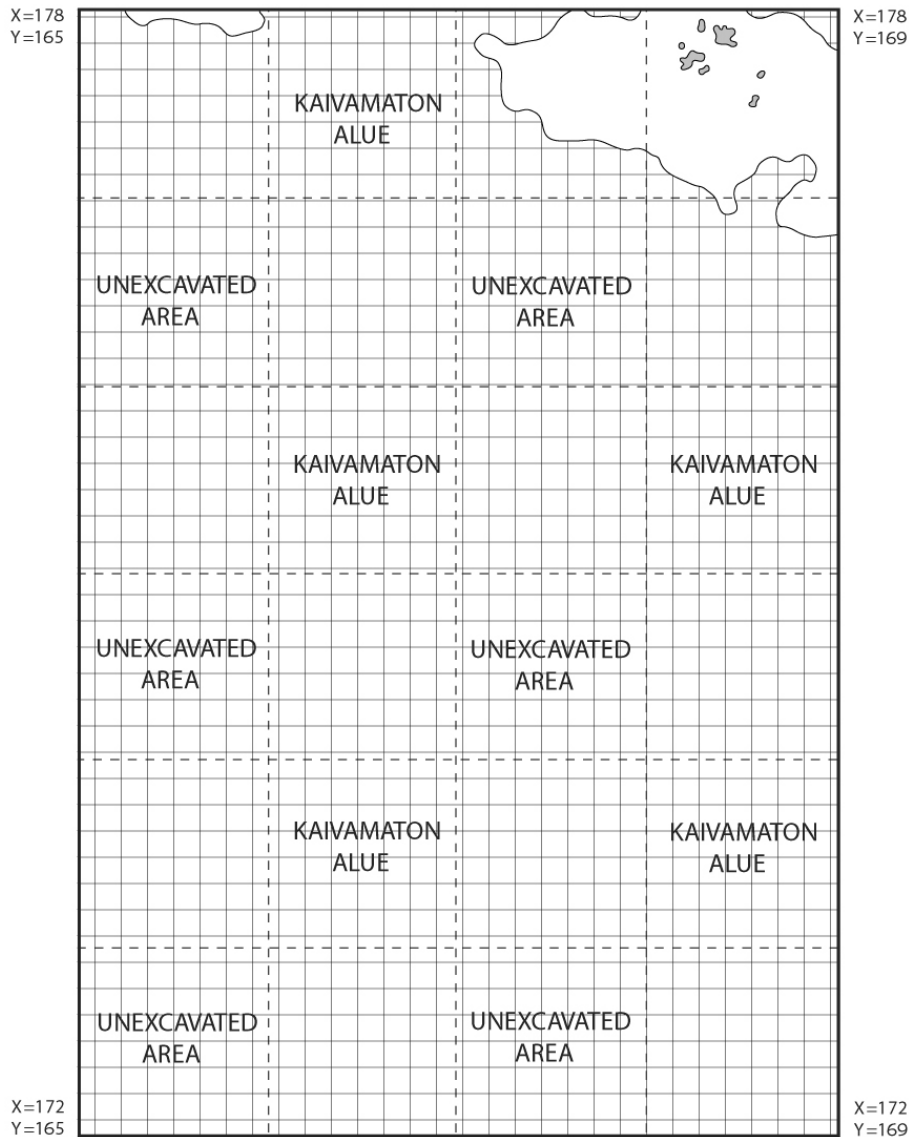 X=178
Y=165
X=178
Y=169
KAIVAMATON
ALUE
UNEXCAVATED
AREA
UNEXCAVATED
AREA
KAIVAMATON
ALUE
KAIVAMATON
ALUE
UNEXCAVATED
AREA
UNEXCAVATED
AREA
KAIVAMATON
ALUE
KAIVAMATON
ALUE
UNEXCAVATED
AREA
UNEXCAVATED
AREA
X=172
Y=165
X=172
Y=169